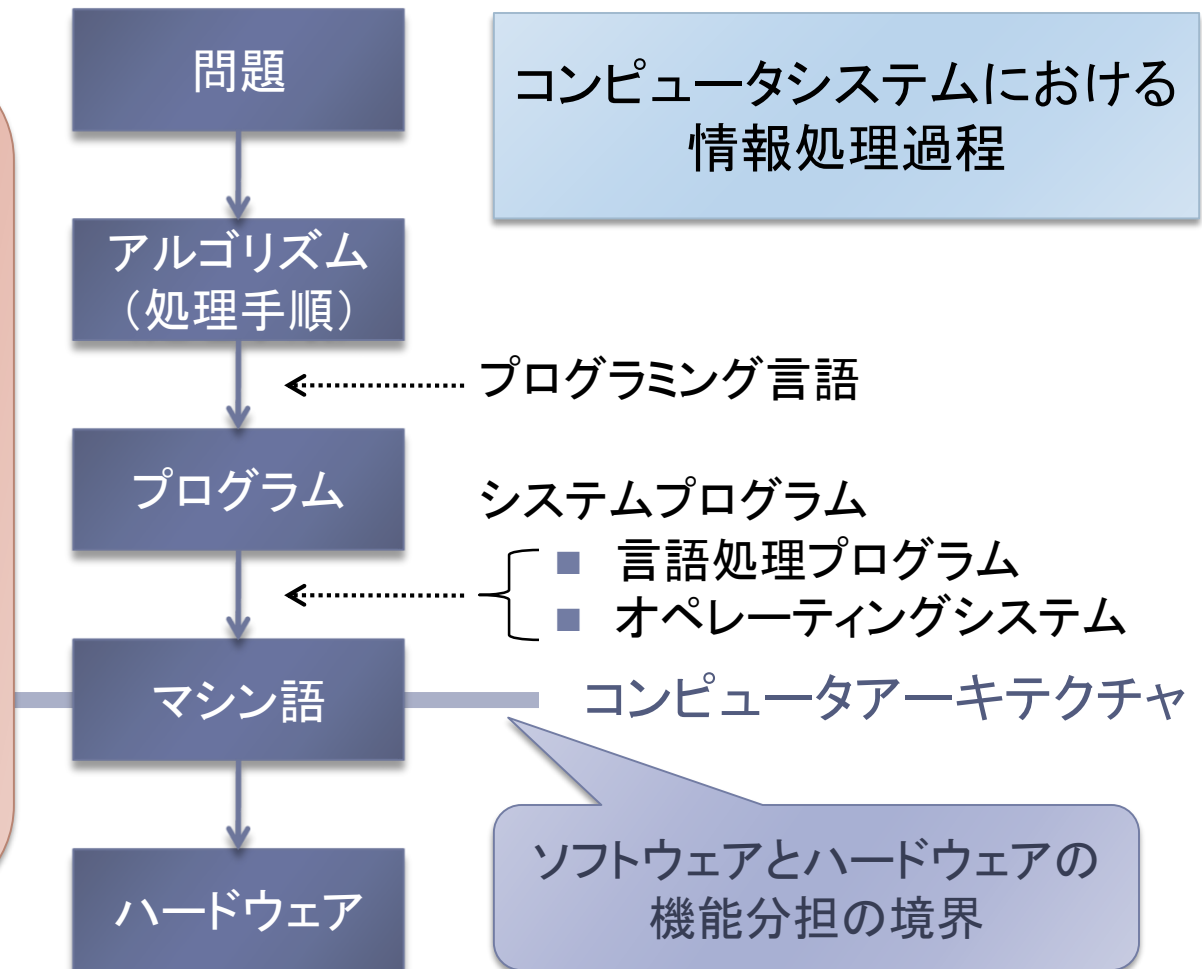 問題
コンピュータシステムにおける
情報処理過程
アルゴリズム
（処理手順）
プログラミング言語
プログラム
システムプログラム
■ 言語処理プログラム
■ オペレーティングシステム
マシン語
コンピュータアーキテクチャ
ソフトウェアとハードウェアの
機能分担の境界
ハードウェア